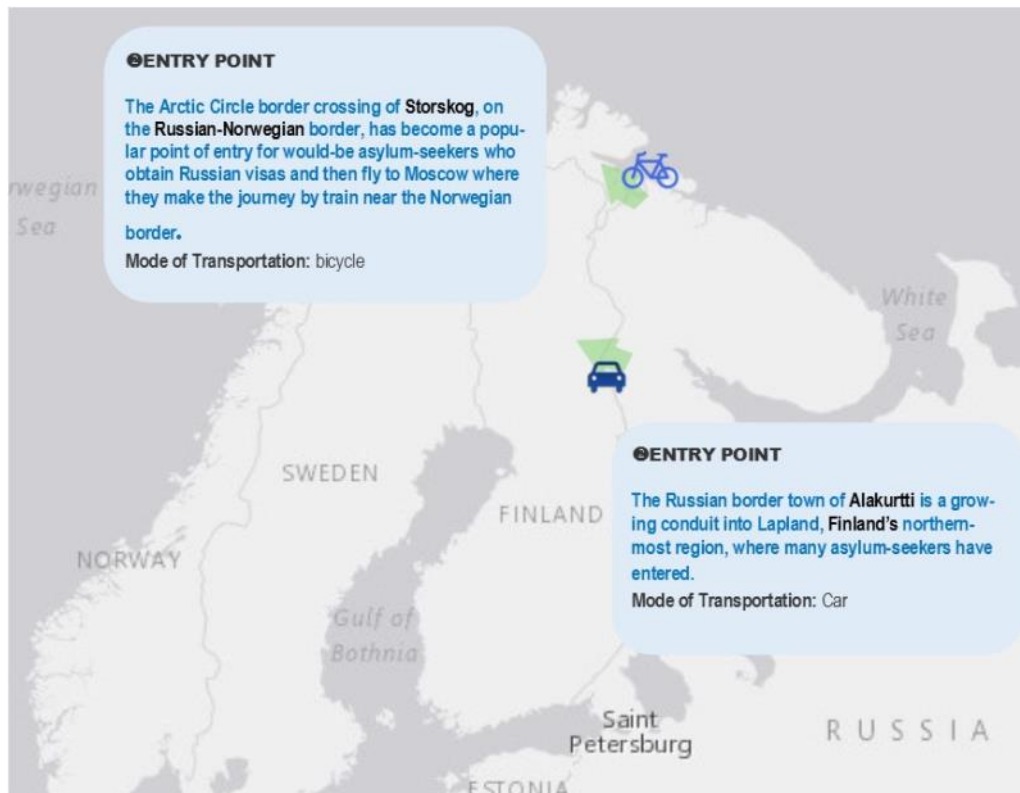 ❷ENTRY POINT
The Arctic Circle border crossing of Storskog, on
the Russian-Norwegian border, has become a popu-
lar point of entry for would-be asylum-seekers who
obtain Russian visas and then fly to Moscow where
they make the journey by train near the Norwegian
border.
Mode of Transportation: bicycle
rwegian
Sea
White
Sea
❷ENTRY POINT
The Russian border town of Alakurtti is a grow-
ing conduit into Lapland, Finland's northern-
most region, where many asylum-seekers have
entered.
Mode of Transportation: Car
SWEDEN
FINLAND
NORWAY
Gulf of
Bothnia
Saint
Petersburg
RUSSIA
ESTONIA